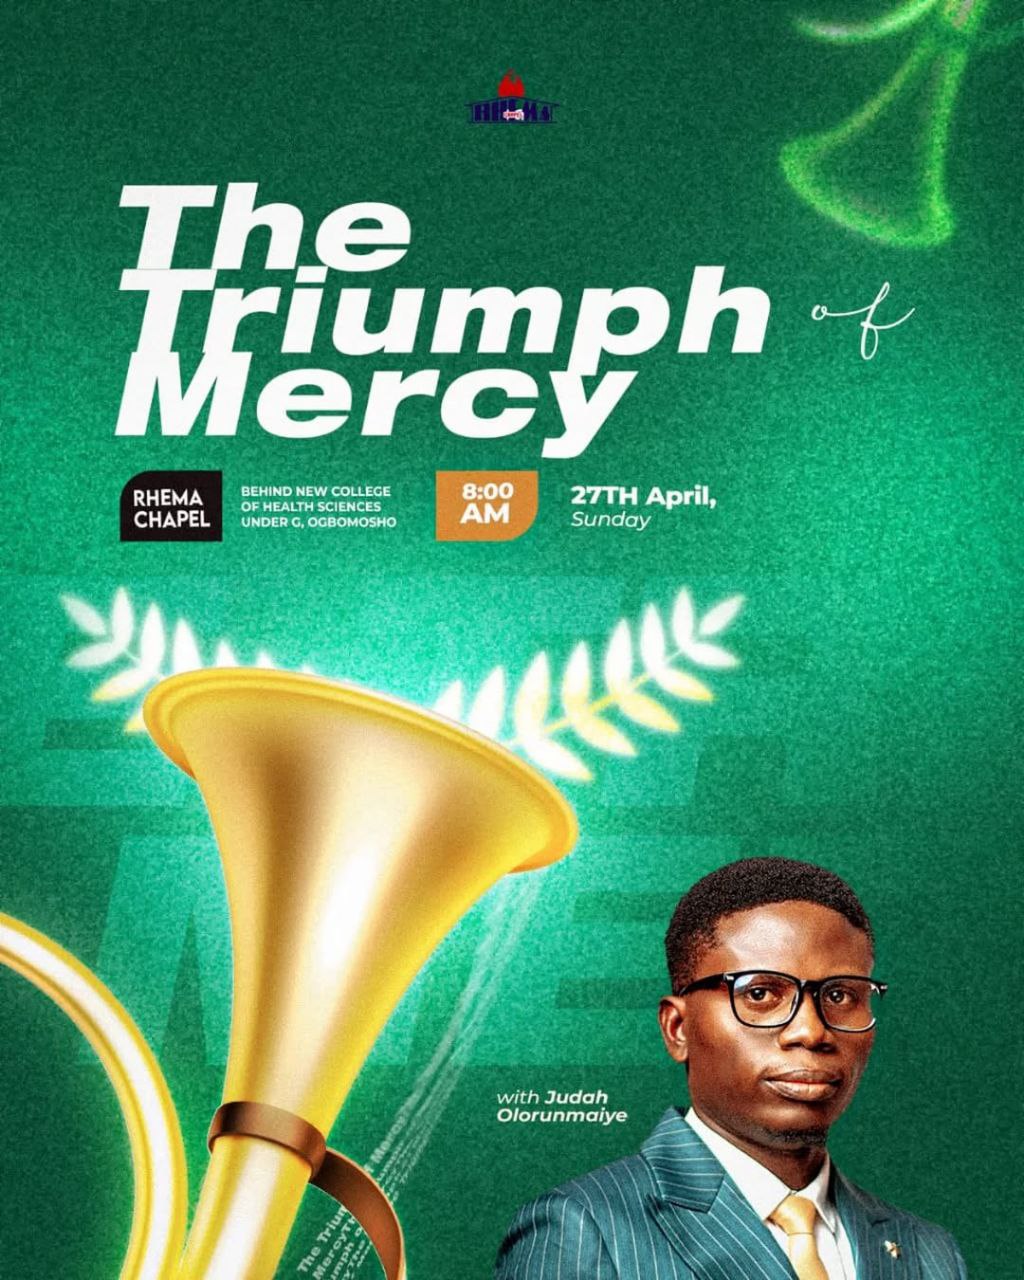 RHEMA
The
Triumph of
Mercy
RHEMA
CHAPEL
BEHIND NEW COLLEGE
OF HEALTH SCIENCES
UNDER G, OGBOMOSHO
8:00
AM
27TH April,
Sunday
with Judah
Olorunmaiye